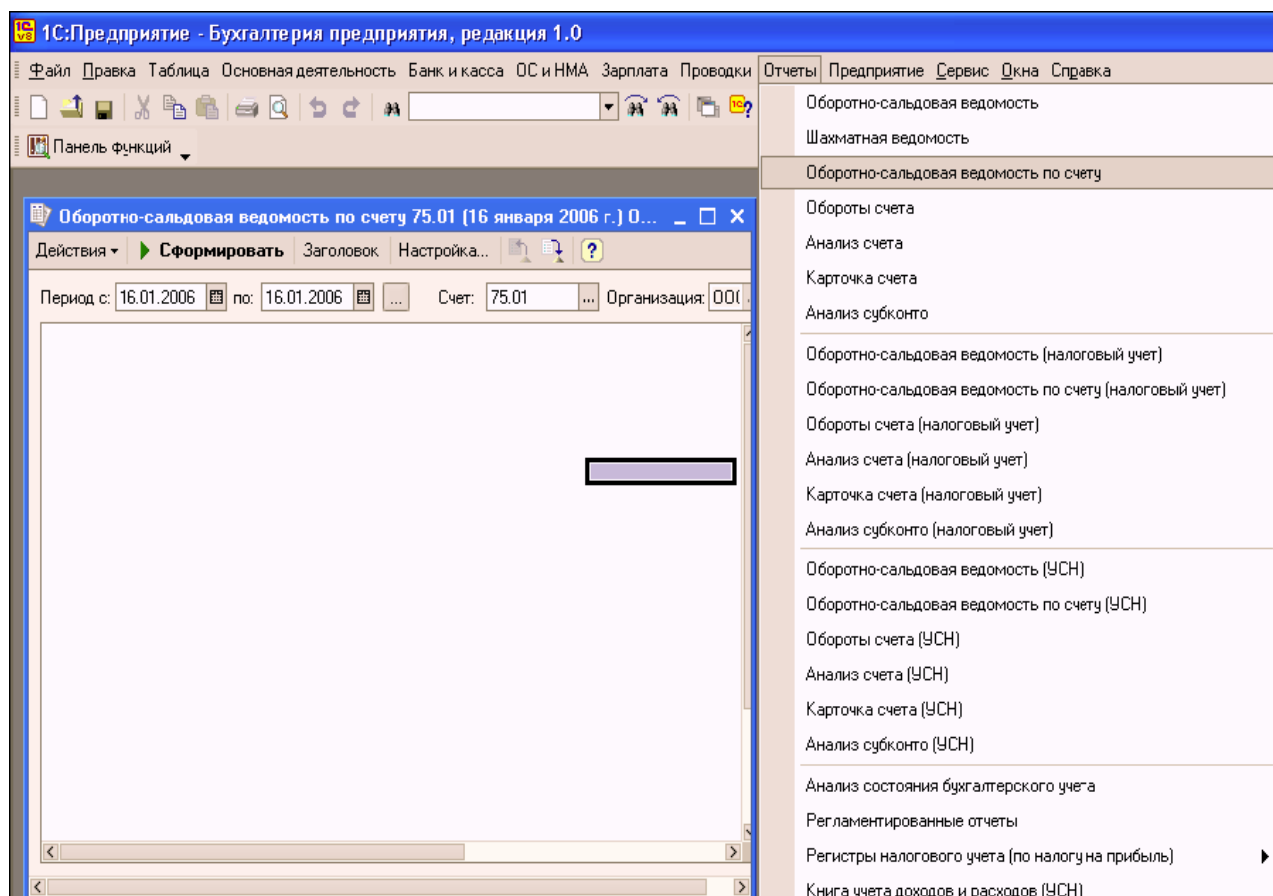 1С:Предприятие - Бухгалтерия предприятия, редакция 1.0
Файл Правка Таблица Основная деятельность Банк и касса ОС и НМА Зарплата Проводки Отчеты Предприятие Сервис Окна Справка
Панель функций
Оборотно-сальдовая ведомость по счету 75.01 (16 января 2006 г.) О...
Действия Сформировать Заголовок Настройка...
Период с: 16.01.2006 по: 16.01.2006 ... Счет: 75.01 ... Организация: ООО
Оборотно-сальдовая ведомость
Шахматная ведомость
Оборотно-сальдовая ведомость по счету
Обороты счета
Анализ счета
Карточка счета
Анализ субконто
Оборотно-сальдовая ведомость (налоговый учет)
Оборотно-сальдовая ведомость по счету (налоговый учет)
Обороты счета (налоговый учет)
Анализ счета (налоговый учет)
Карточка счета (налоговый учет)
Анализ субконто (налоговый учет)
Оборотно-сальдовая ведомость (УСН)
Оборотно-сальдовая ведомость по счету (УСН)
Обороты счета (УСН)
Анализ счета (УСН)
Карточка счета (УСН)
Анализ субконто (УСН)
Анализ состояния бухгалтерского учета
Регламентированные отчеты
Регистры налогового учета (по налогу на прибыль)
Книга учета доходов и расходов (УСН)